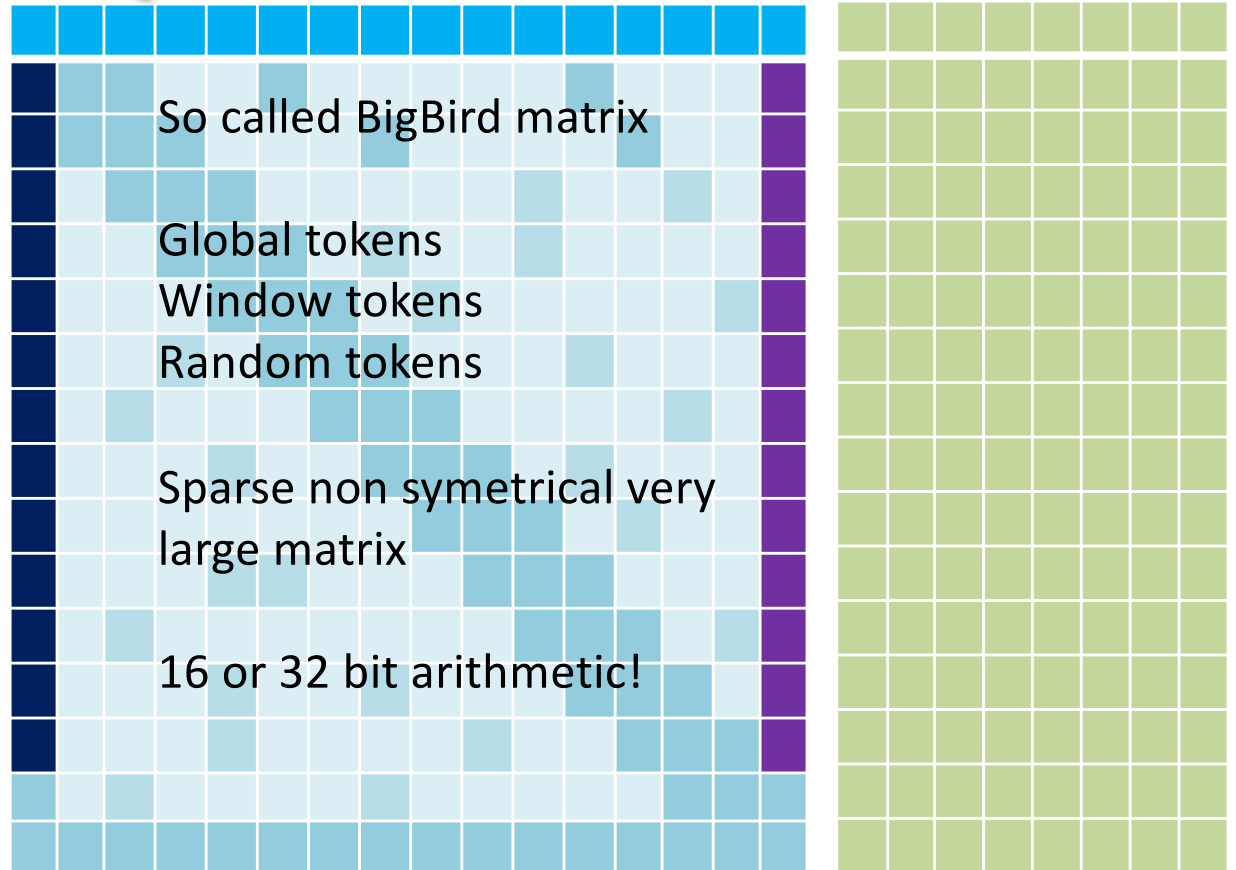 So called BigBird matrix
Global tokens
Window tokens
Random tokens
Sparse non symetrical very
large matrix
16 or 32 bit arithmetic!